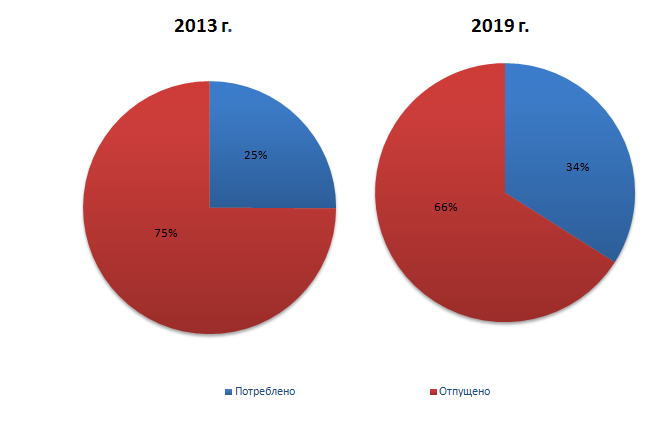 2013 г. 2019 г.
25%
34%
75%
66%
Потреблено Отпущено